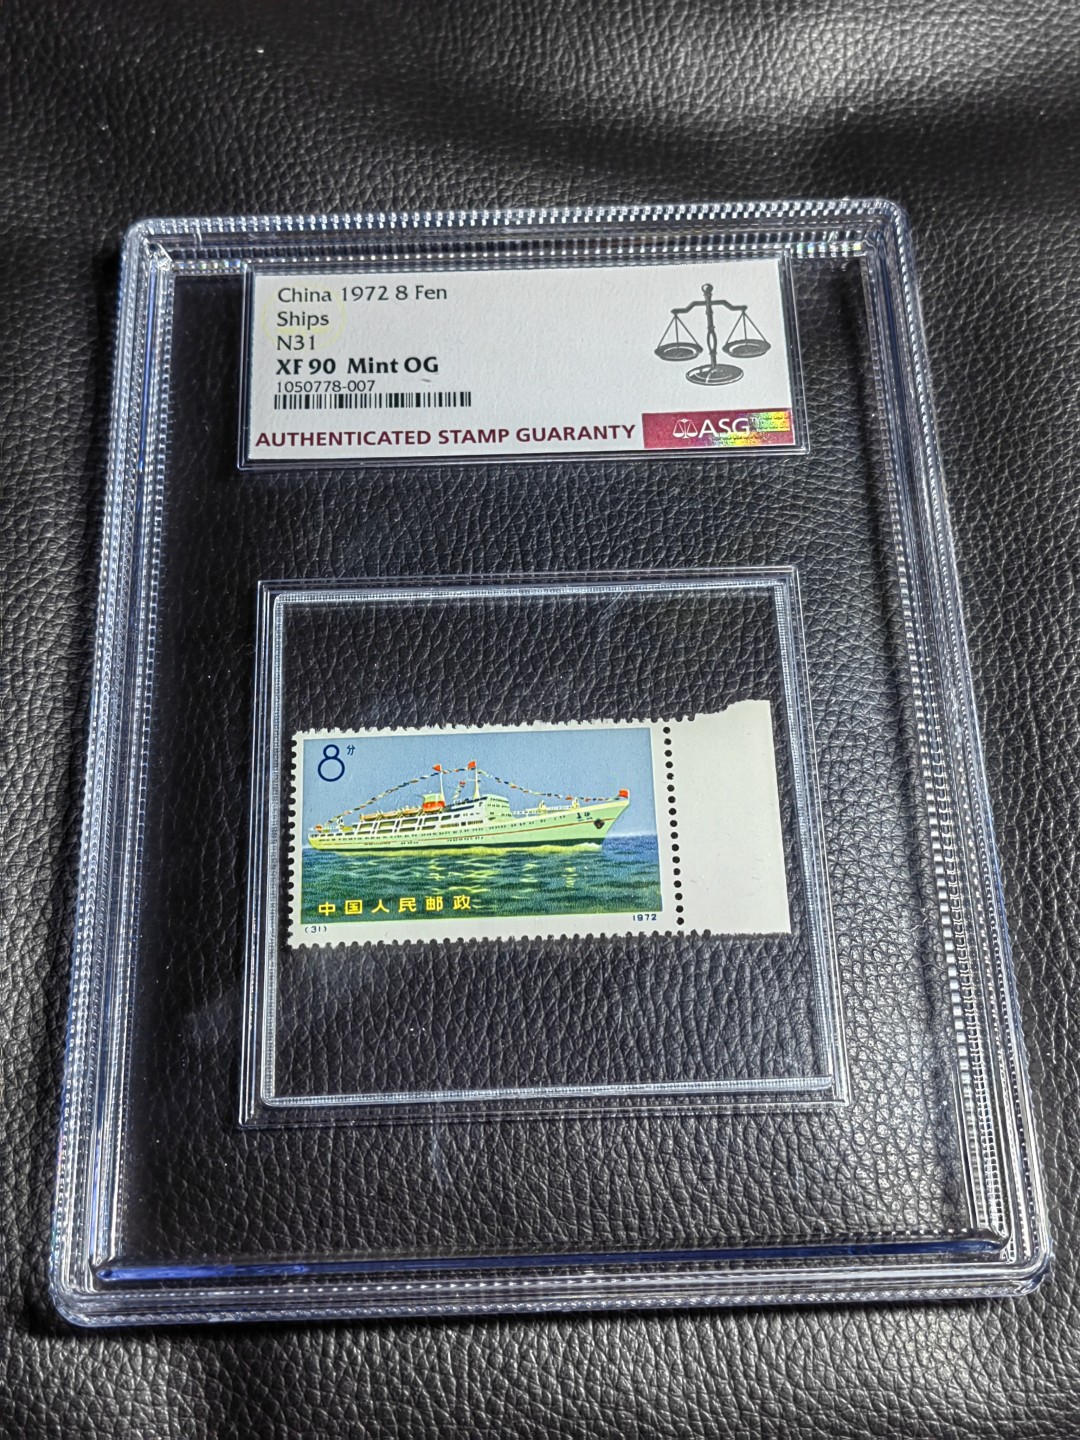 China 1972 8 Fen
Ships
N31
XF 90 Mint OG
1050778-007
AUTHENTICATED STAMP GUARANTY
ASG
8分
中国人民邮政
(31)
1972